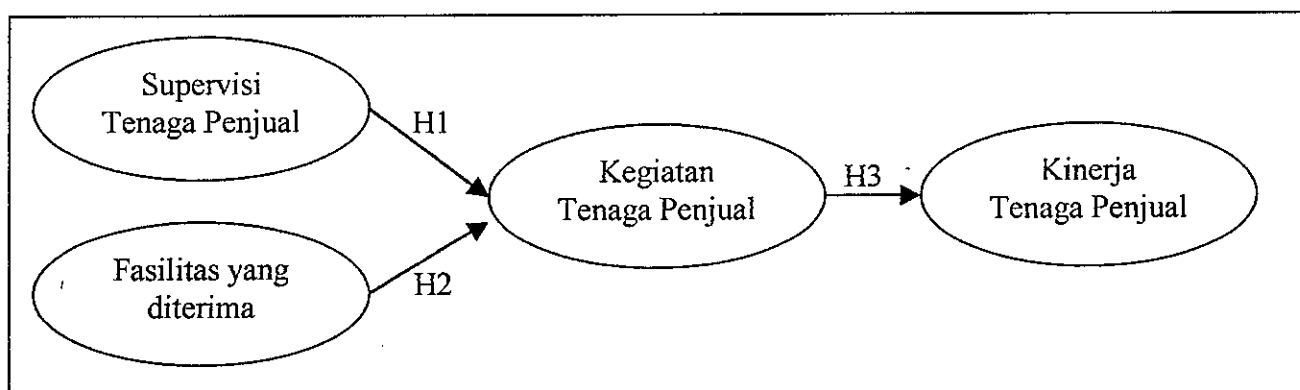 Supervisi
Tenaga Penjual
H1
Kegiatan
Tenaga Penjual
H3
Kinerja
Tenaga Penjual
Fasilitas yang
diterima
H2